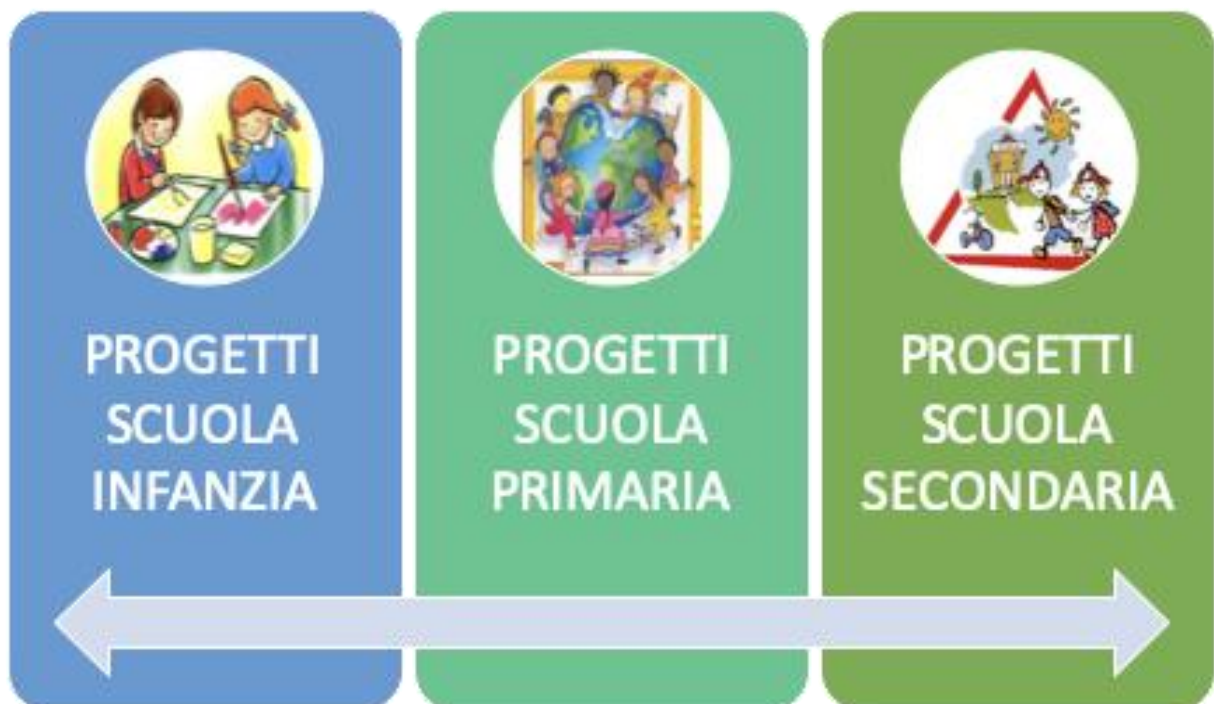 PROGETTI
SCUOLA
INFANZIA
PROGETTI
SCUOLA
PRIMARIA
PROGETTI
SCUOLA
SECONDARIA